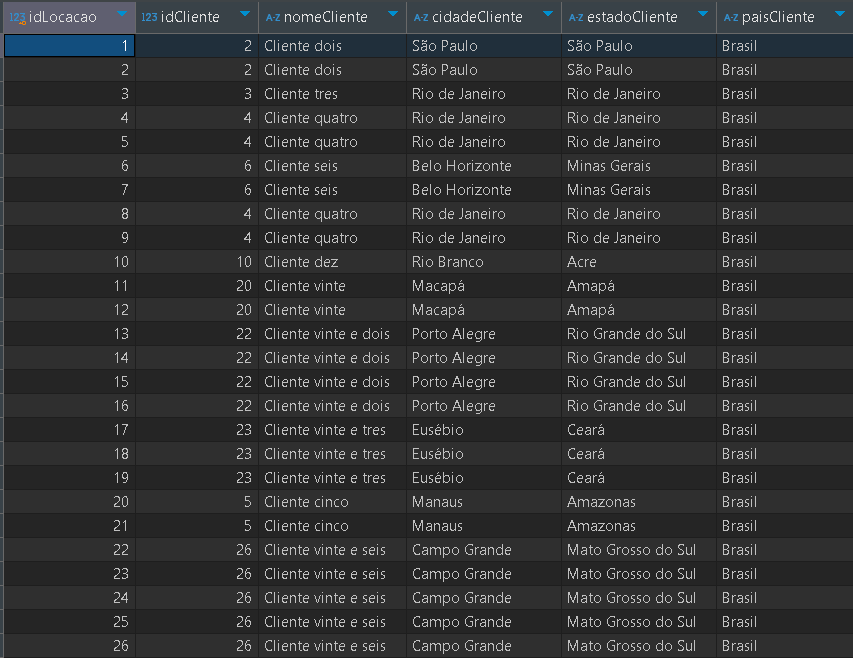 123 idLocacao 123 idCliente A-Z nomeCliente A-Z cidadeCliente A-Z estadoCliente A-Z paisCliente
1 2 Cliente dois São Paulo São Paulo Brasil
2 2 Cliente dois São Paulo São Paulo Brasil
3 3 Cliente tres Rio de Janeiro Rio de Janeiro Brasil
4 4 Cliente quatro Rio de Janeiro Rio de Janeiro Brasil
5 4 Cliente quatro Rio de Janeiro Rio de Janeiro Brasil
6 6 Cliente seis Belo Horizonte Minas Gerais Brasil
7 6 Cliente seis Belo Horizonte Minas Gerais Brasil
8 4 Cliente quatro Rio de Janeiro Rio de Janeiro Brasil
9 4 Cliente quatro Rio de Janeiro Rio de Janeiro Brasil
10 10 Cliente dez Rio Branco Acre Brasil
11 20 Cliente vinte Macapá Amapá Brasil
12 20 Cliente vinte Macapá Amapá Brasil
13 22 Cliente vinte e dois Porto Alegre Rio Grande do Sul Brasil
14 22 Cliente vinte e dois Porto Alegre Rio Grande do Sul Brasil
15 22 Cliente vinte e dois Porto Alegre Rio Grande do Sul Brasil
16 22 Cliente vinte e dois Porto Alegre Rio Grande do Sul Brasil
17 23 Cliente vinte e tres Eusébio Ceará Brasil
18 23 Cliente vinte e tres Eusébio Ceará Brasil
19 23 Cliente vinte e tres Eusébio Ceará Brasil
20 5 Cliente cinco Manaus Amazonas Brasil
21 5 Cliente cinco Manaus Amazonas Brasil
22 26 Cliente vinte e seis Campo Grande Mato Grosso do Sul Brasil
23 26 Cliente vinte e seis Campo Grande Mato Grosso do Sul Brasil
24 26 Cliente vinte e seis Campo Grande Mato Grosso do Sul Brasil
25 26 Cliente vinte e seis Campo Grande Mato Grosso do Sul Brasil
26 26 Cliente vinte e seis Campo Grande Mato Grosso do Sul Brasil